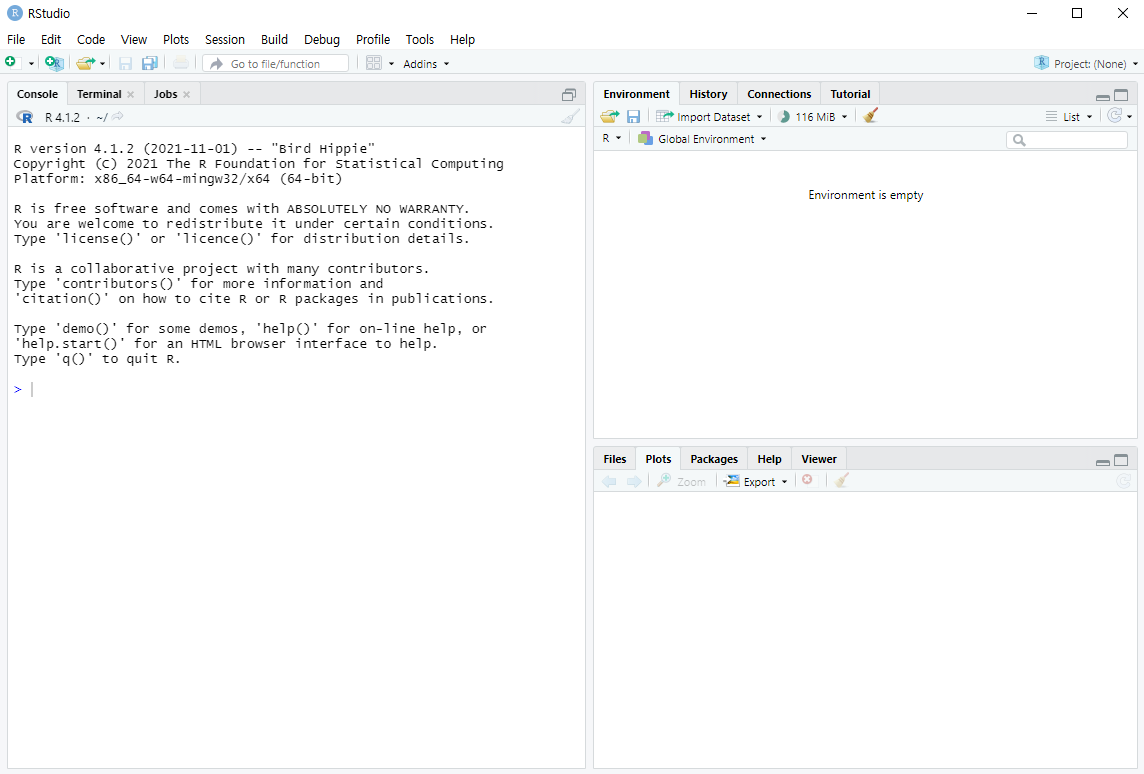 RStudio
File Edit Code View Plots Session Build Debug Profile Tools Help
Go to file/function Addins Project: (None)
Console Terminal Jobs
R 4.1.2 · ~/
R version 4.1.2 (2021-11-01) -- "Bird Hippie"
Copyright (C) 2021 The R Foundation for Statistical Computing
Platform: x86_64-w64-mingw32/x64 (64-bit)
R is free software and comes with ABSOLUTELY NO WARRANTY.
You are welcome to redistribute it under certain conditions.
Type 'license()' or 'licence()' for distribution details.
R is a collaborative project with many contributors.
Type 'contributors()' for more information and
'citation()' on how to cite R or R packages in publications.
Type 'demo()' for some demos, 'help()' for on-line help, or
'help.start()' for an HTML browser interface to help.
Type 'q()' to quit R.
>
Environment History Connections Tutorial
Import Dataset 116 MiB List
R Global Environment
Environment is empty
Files Plots Packages Help Viewer
Zoom Export